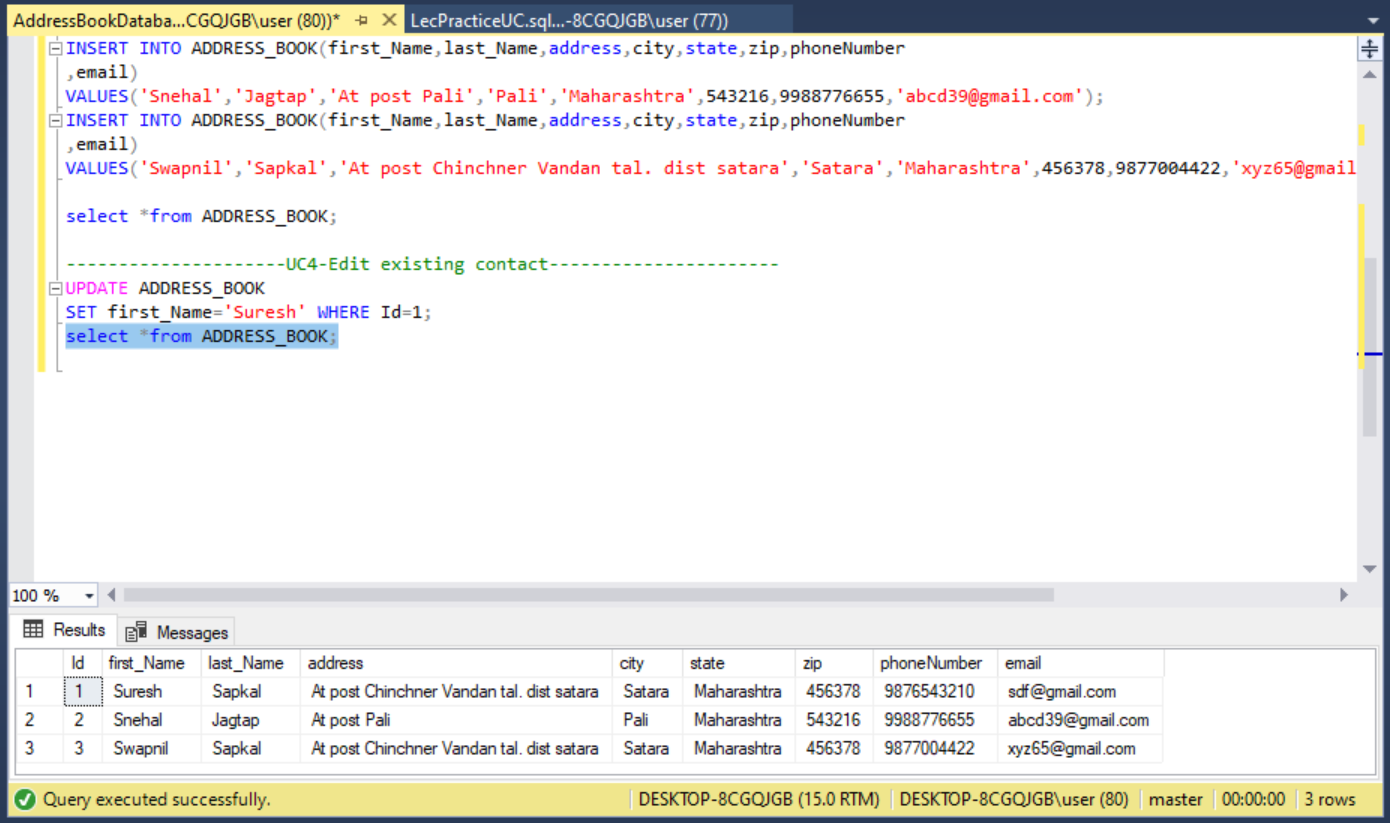 AddressBookDataba...CGQJGB\user (80))* LecPracticeUC.sql...-8CGQJGB\user (77))
INSERT INTO ADDRESS_BOOK(first_Name,last_Name,address,city,state,zip,phoneNumber
,email)
VALUES('Snehal','Jagtap','At post Pali','Pali','Maharashtra',543216,9988776655,'abcd39@gmail.com');
INSERT INTO ADDRESS_BOOK(first_Name,last_Name,address,city,state,zip,phoneNumber
,email)
VALUES('Swapnil','Sapkal','At post Chinchner Vandan tal. dist satara','Satara','Maharashtra',456378,9877004422,'xyz65@gmail
select *from ADDRESS_BOOK;
---------------------UC4-Edit existing contact----------------------
UPDATE ADDRESS_BOOK
SET first_Name='Suresh' WHERE Id=1;
select *from ADDRESS_BOOK;
100 %
Results Messages
Id first_Name last_Name address city state zip phoneNumber email
1 1 Suresh Sapkal At post Chinchner Vandan tal. dist satara Satara Maharashtra 456378 9876543210 sdf@gmail.com
2 2 Snehal Jagtap At post Pali Pali Maharashtra 543216 9988776655 abcd39@gmail.com
3 3 Swapnil Sapkal At post Chinchner Vandan tal. dist satara Satara Maharashtra 456378 9877004422 xyz65@gmail.com
Query executed successfully. DESKTOP-8CGQJGB (15.0 RTM) DESKTOP-8CGQJGB\user (80) master 00:00:00 3 rows